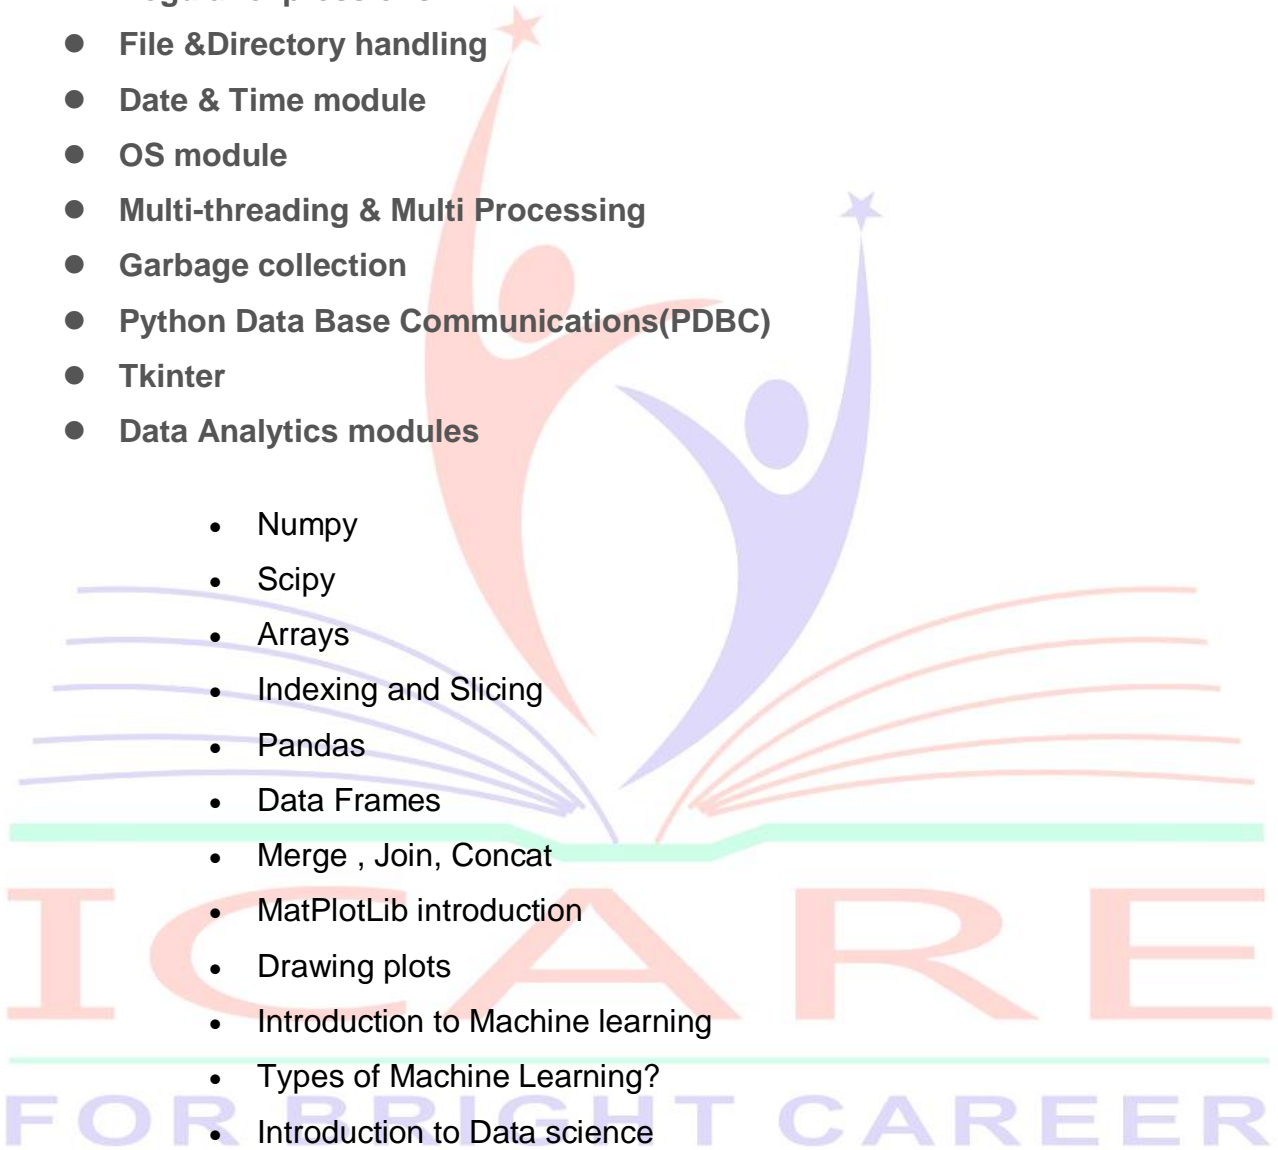 ● File &Directory handling
● Date & Time module
● OS module
● Multi-threading & Multi Processing
● Garbage collection
● Python Data Base Communications(PDBC)
● Tkinter
● Data Analytics modules
• Numpy
• Scipy
• Arrays
• Indexing and Slicing
• Pandas
• Data Frames
• Merge , Join, Concat
• MatPlotLib introduction
• Drawing plots
• Introduction to Machine learning
• Types of Machine Learning?
• Introduction to Data science
ICARE
FOR BRIGHT CAREER